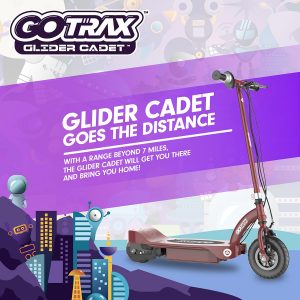 GOTRAX™
GLIDER CADET
GLIDER CADET
GOES THE DISTANCE
WITH A RANGE BEYOND 7 MILES,
THE GLIDER CADET WILL GET YOU THERE
AND BRING YOU HOME!